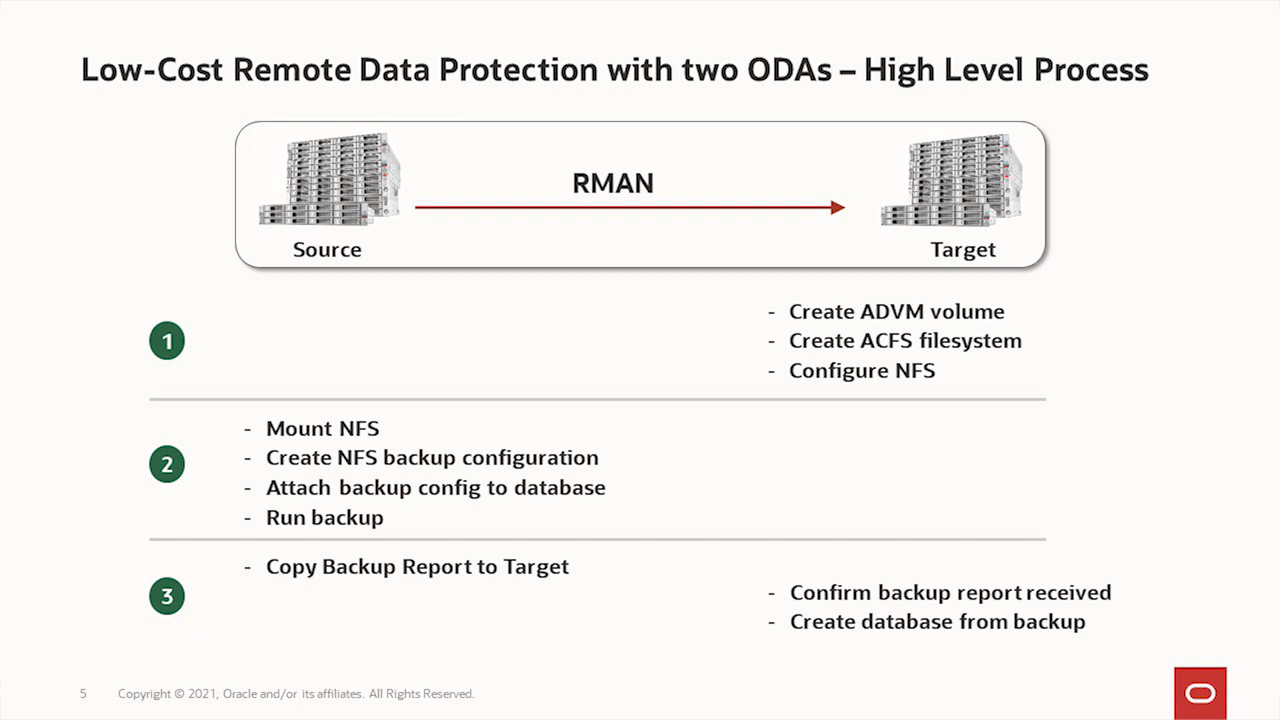 Low-Cost Remote Data Protection with two ODAs – High Level Process
RMAN
Source
Target
1
- Create ADVM volume
- Create ACFS filesystem
- Configure NFS
2
- Mount NFS
- Create NFS backup configuration
- Attach backup config to database
- Run backup
3
- Copy Backup Report to Target
- Confirm backup report received
- Create database from backup
5
Copyright © 2021, Oracle and/or its affiliates. All Rights Reserved.